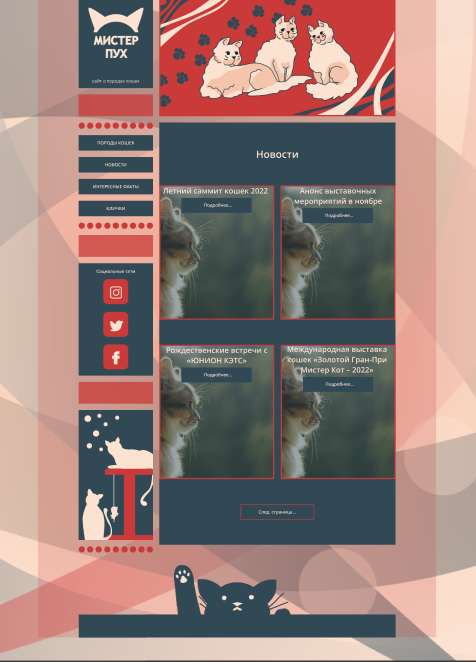 МИСТЕР
ПУХ
сайт о породах кошек
ПОРОДЫ КОШЕК
НОВОСТИ
ИНТЕРЕСНЫЕ ФАКТЫ
КЛИЧКИ
Социальные сети
Новости
Летний саммит кошек 2022
Подробнее...
Анонс выставочных
мероприятий в ноябре
Подробнее...
Рождественские встречи с
«ЮНИОН КЭТС»
Подробнее...
Международная выставка
кошек «Золотой Гран-При
Мистер Кот – 2022»
Подробнее...
След. страница...